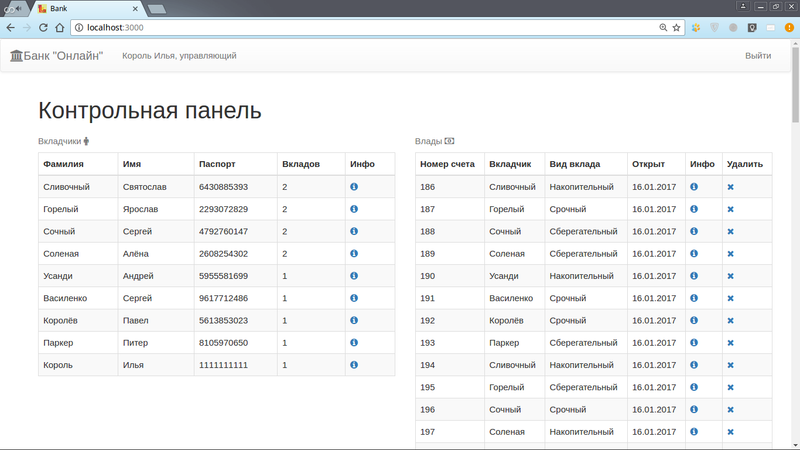 Bank
localhost:3000
Банк "Онлайн" Король Илья, управляющий Выйти
Контрольная панель
Вкладчики
Фамилия Имя Паспорт Вкладов Инфо
Сливочный Святослав 6430885393 2
Горелый Ярослав 2293072829 2
Сочный Сергей 4792760147 2
Соленая Алёна 2608254302 2
Усанди Андрей 5955581699 1
Василенко Сергей 9617712486 1
Королёв Павел 5613853023 1
Паркер Питер 8105970650 1
Король Илья 1111111111 1
Влады
Номер счета Вкладчик Вид вклада Открыт Инфо Удалить
186 Сливочный Накопительный 16.01.2017
187 Горелый Срочный 16.01.2017
188 Сочный Сберегательный 16.01.2017
189 Соленая Сберегательный 16.01.2017
190 Усанди Накопительный 16.01.2017
191 Василенко Срочный 16.01.2017
192 Королёв Срочный 16.01.2017
193 Паркер Сберегательный 16.01.2017
194 Сливочный Накопительный 16.01.2017
195 Горелый Сберегательный 16.01.2017
196 Сочный Срочный 16.01.2017
197 Соленая Накопительный 16.01.2017